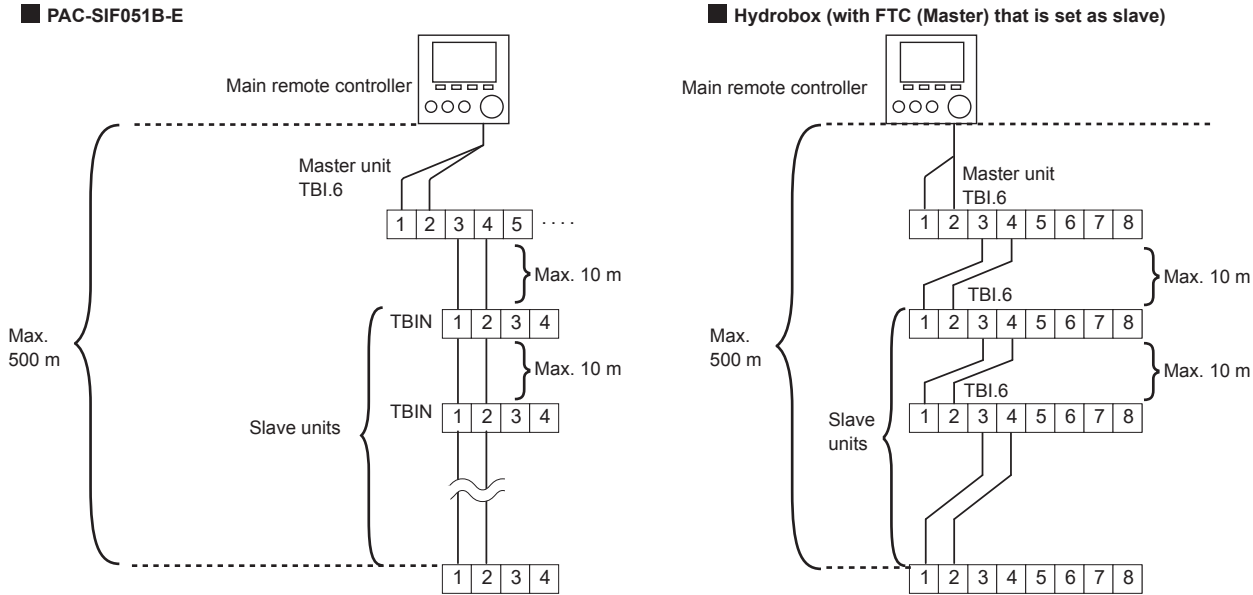 PAC-SIF051B-E
Main remote controller
Master unit
TBI.6
1 2 3 4 5 ....
Max. 10 m
TBIN 1 2 3 4
Max. 10 m
TBIN 1 2 3 4
Max.
500 m
Slave units
1 2 3 4
Hydrobox (with FTC (Master) that is set as slave)
Main remote controller
Master unit
TBI.6
1 2 3 4 5 6 7 8
Max. 10 m
TBI.6
1 2 3 4 5 6 7 8
Max.
500 m
Max. 10 m
TBI.6
1 2 3 4 5 6 7 8
Slave
units
1 2 3 4 5 6 7 8